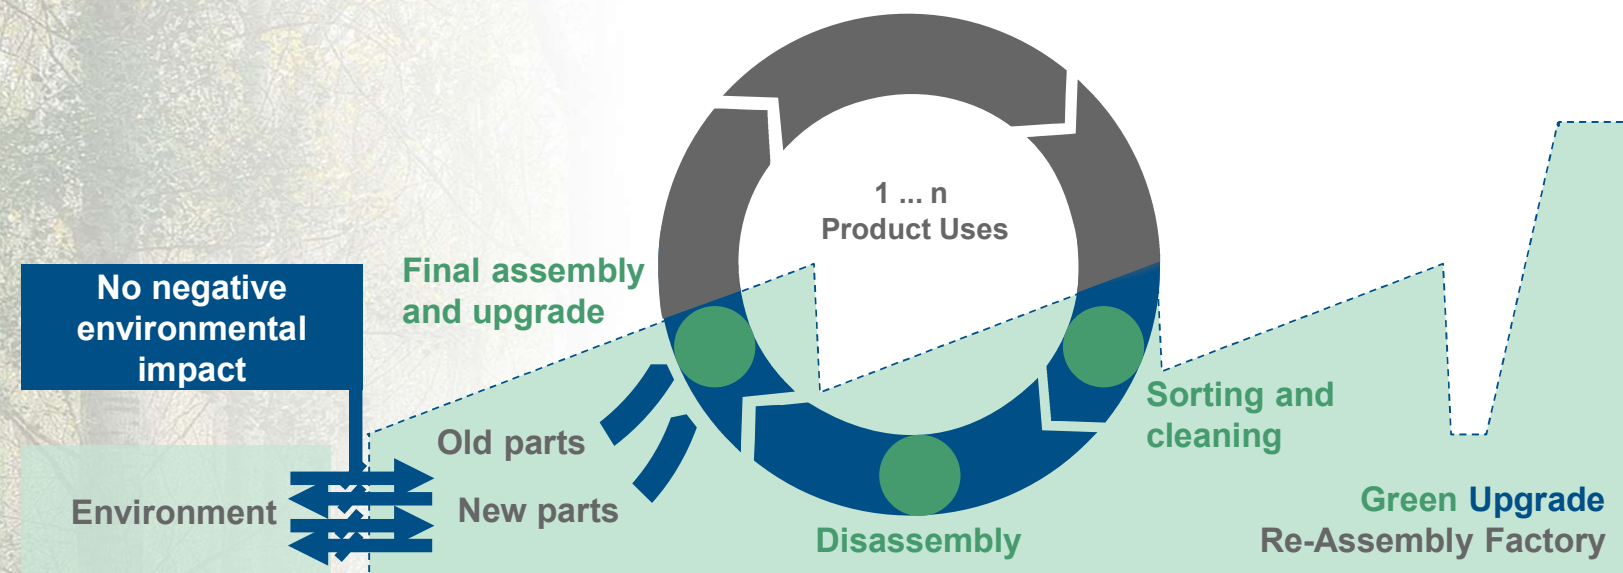 1 ... n
Product Uses
Final assembly
and upgrade
No negative
environmental
impact
Sorting and
cleaning
Old parts
New parts
Environment
Disassembly
Green Upgrade
Re-Assembly Factory